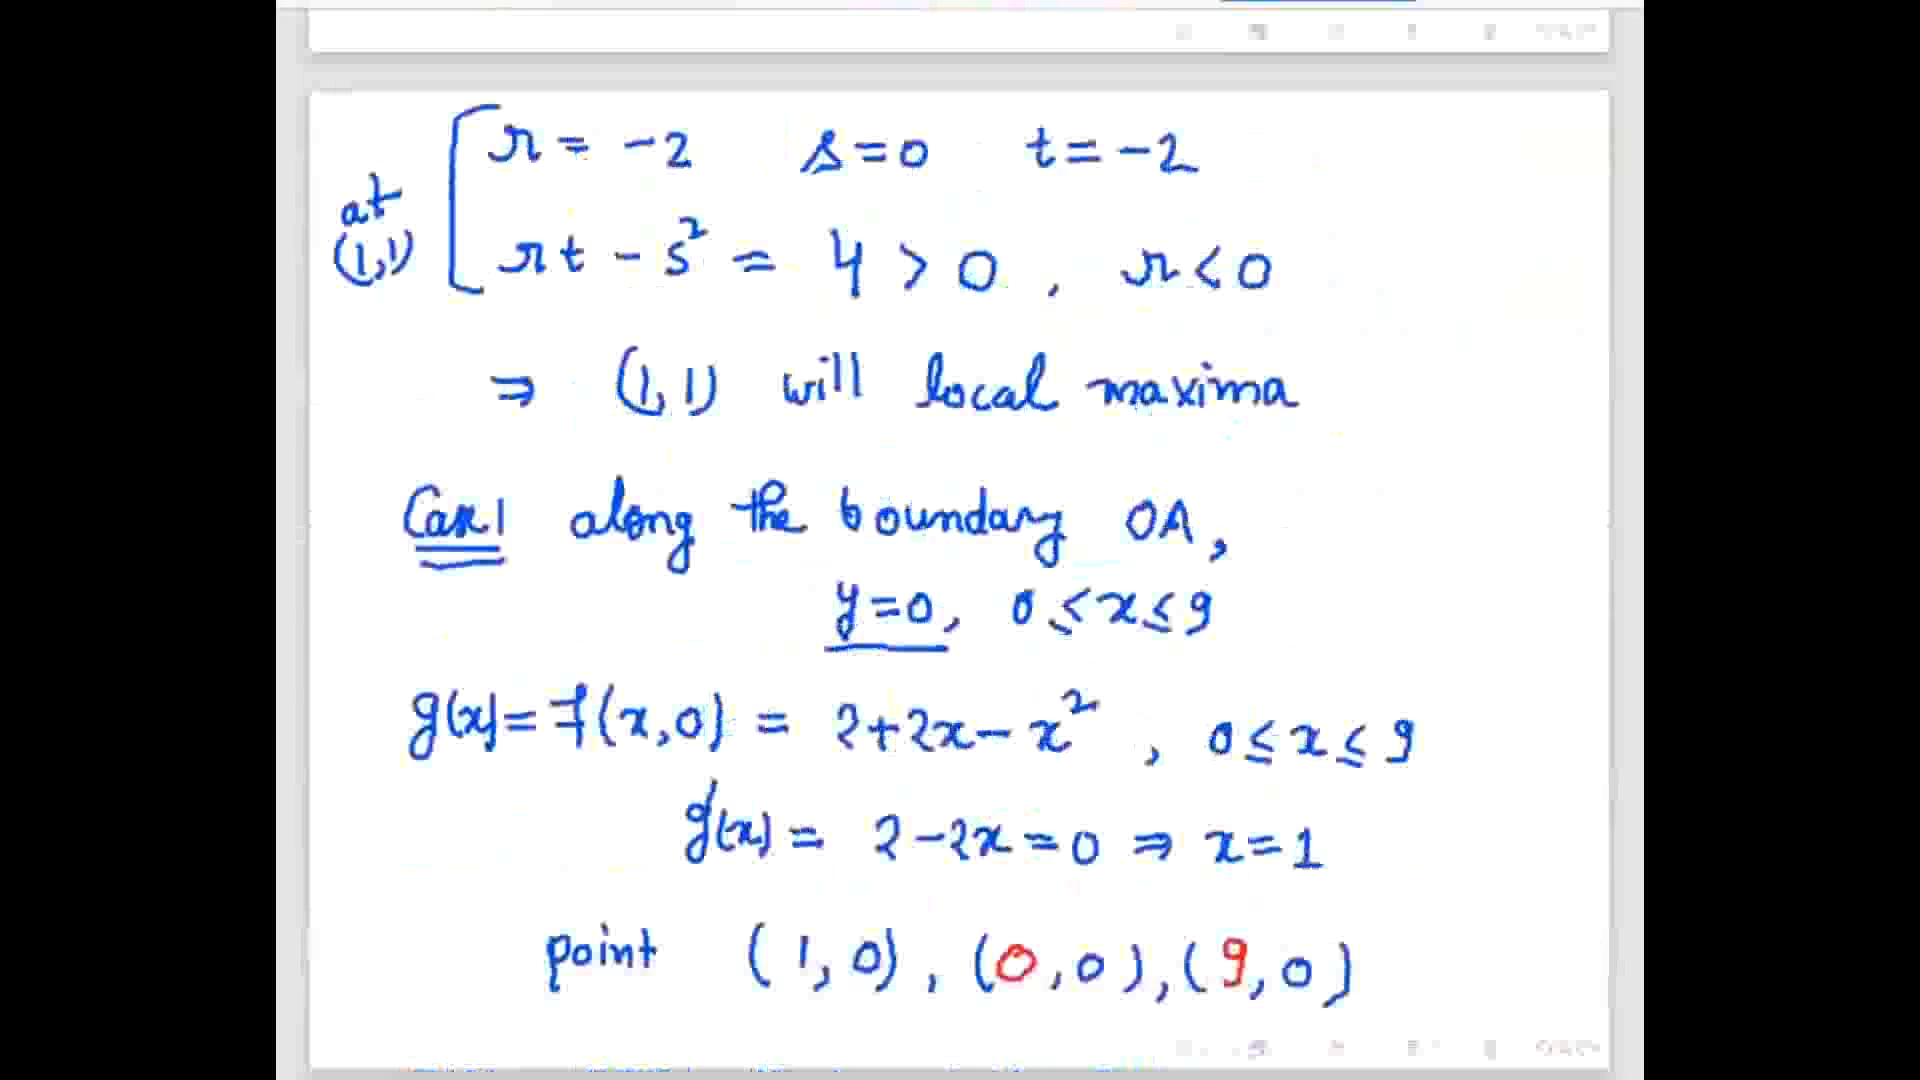 at (1,1) [ r = -2 s = 0 t = -2
rt - s² = 4 > 0 , r < 0
⇒ (1,1) will local maxima
Case 1 along the boundary OA,
y=0, 0 ≤ x ≤ 9
g(x) = f(x,0) = 2+2x-x² , 0 ≤ x ≤ 9
g'(x) = 2-2x = 0 ⇒ x = 1
point (1,0), (0,0), (9,0)